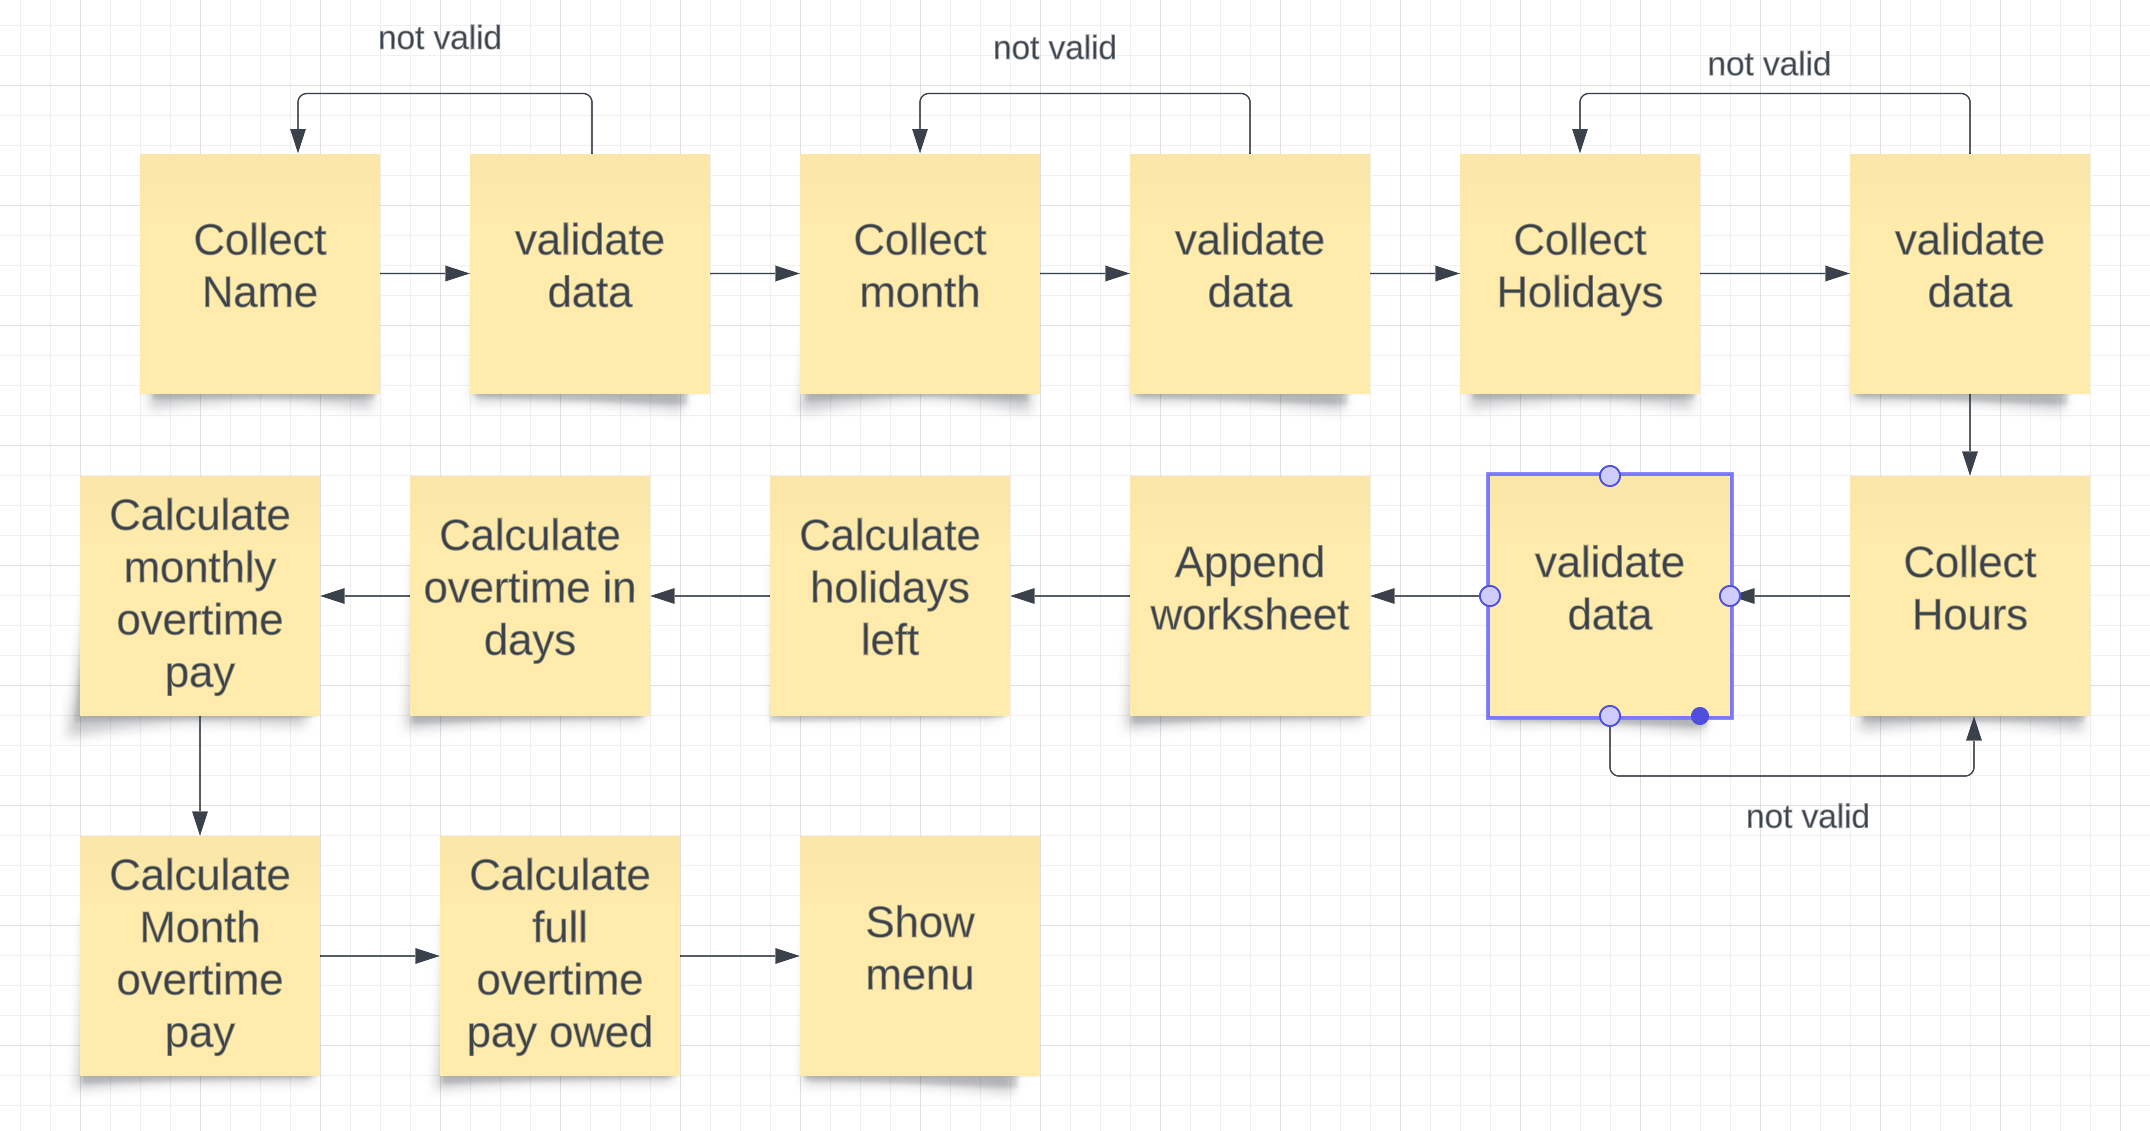 not valid
not valid
not valid
Collect
Name
validate
data
Collect
month
validate
data
Collect
Holidays
validate
data
Calculate
monthly
overtime
pay
Calculate
overtime in
days
Calculate
holidays
left
Append
worksheet
validate
data
Collect
Hours
not valid
Calculate
Month
overtime
pay
Calculate
full
overtime
pay owed
Show
menu